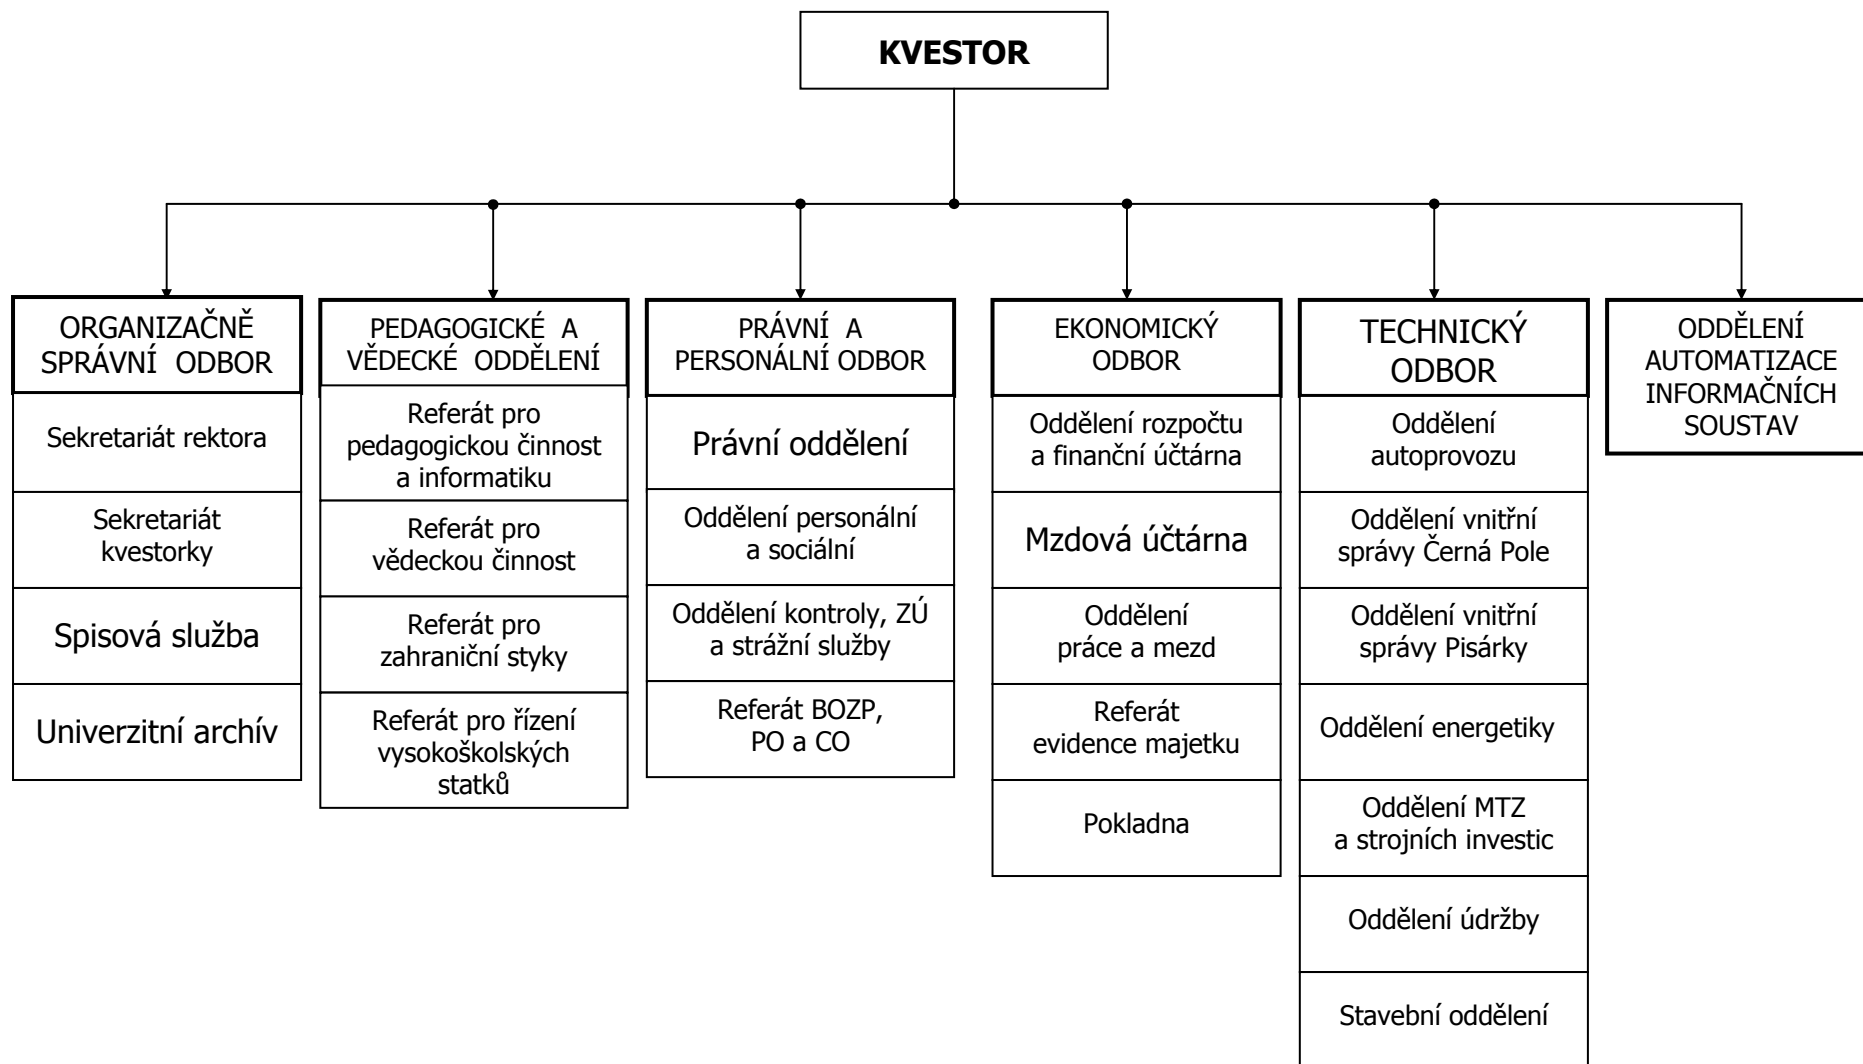 KVESTOR
ORGANIZAČNĚ
SPRÁVNÍ ODBOR
Sekretariát rektora
Sekretariát
kvestorky
Spisová služba
Univerzitní archív
PEDAGOGICKÉ A
VĚDECKÉ ODDĚLENÍ
Referát pro
pedagogickou činnost
a informatiku
Referát pro
vědeckou činnost
Referát pro
zahraniční styky
Referát pro řízení
vysokoškolských
statků
PRÁVNÍ A
PERSONÁLNÍ ODBOR
Právní oddělení
Oddělení personální
a sociální
Oddělení kontroly, ZÚ
a strážní služby
Referát BOZP,
PO a CO
EKONOMICKÝ
ODBOR
Oddělení rozpočtu
a finanční účtárna
Mzdová účtárna
Oddělení
práce a mezd
Referát
evidence majetku
Pokladna
TECHNICKÝ
ODBOR
Oddělení
autoprovozu
Oddělení vnitřní
správy Černá Pole
Oddělení vnitřní
správy Pisárky
Oddělení energetiky
Oddělení MTZ
a strojních investic
Oddělení údržby
Stavební oddělení
ODDĚLENÍ
AUTOMATIZACE
INFORMAČNÍCH
SOUSTAV